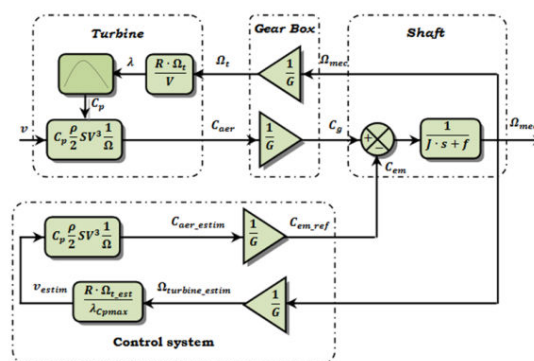 Turbine
Gear Box
Shaft
λ
R · Ω_t / V
Ω_t
1/G
Ω_mec
C_p
v
C_p ρ/2 SV³ 1/Ω
C_aer
1/G
C_g
+
−
C_em
1 / J · s + f
Ω_mec
C_p ρ/2 SV³ 1/Ω
C_aer_estim
1/G
C_em_ref
v_estim
R · Ω_t_est / λ_Cpmax
Ω_turbine_estim
1/G
Control system